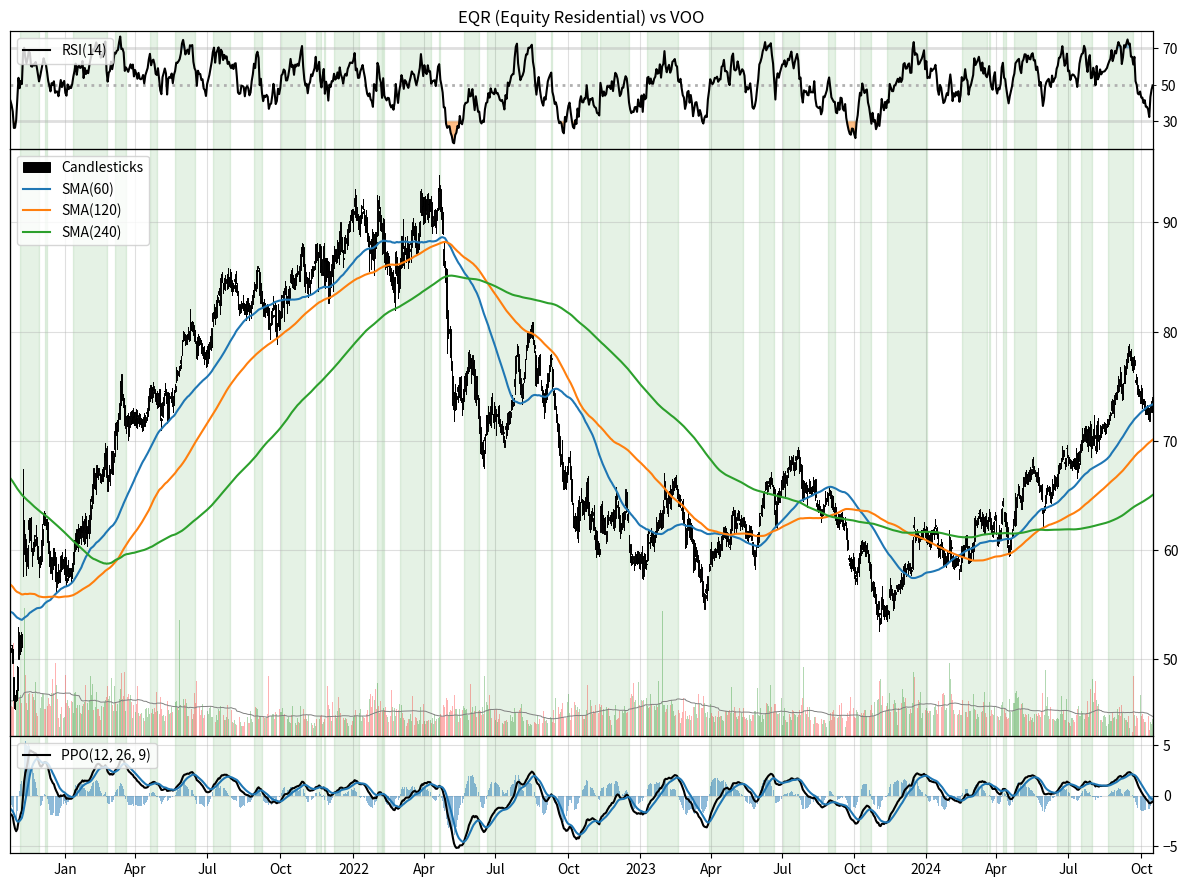 EQR (Equity Residential) vs VOO
RSI(14)
70
50
30
Candlesticks
SMA(60)
SMA(120)
SMA(240)
90
80
70
60
50
PPO(12, 26, 9)
5
0
−5
Jan Apr Jul Oct 2022 Apr Jul Oct 2023 Apr Jul Oct 2024 Apr Jul Oct